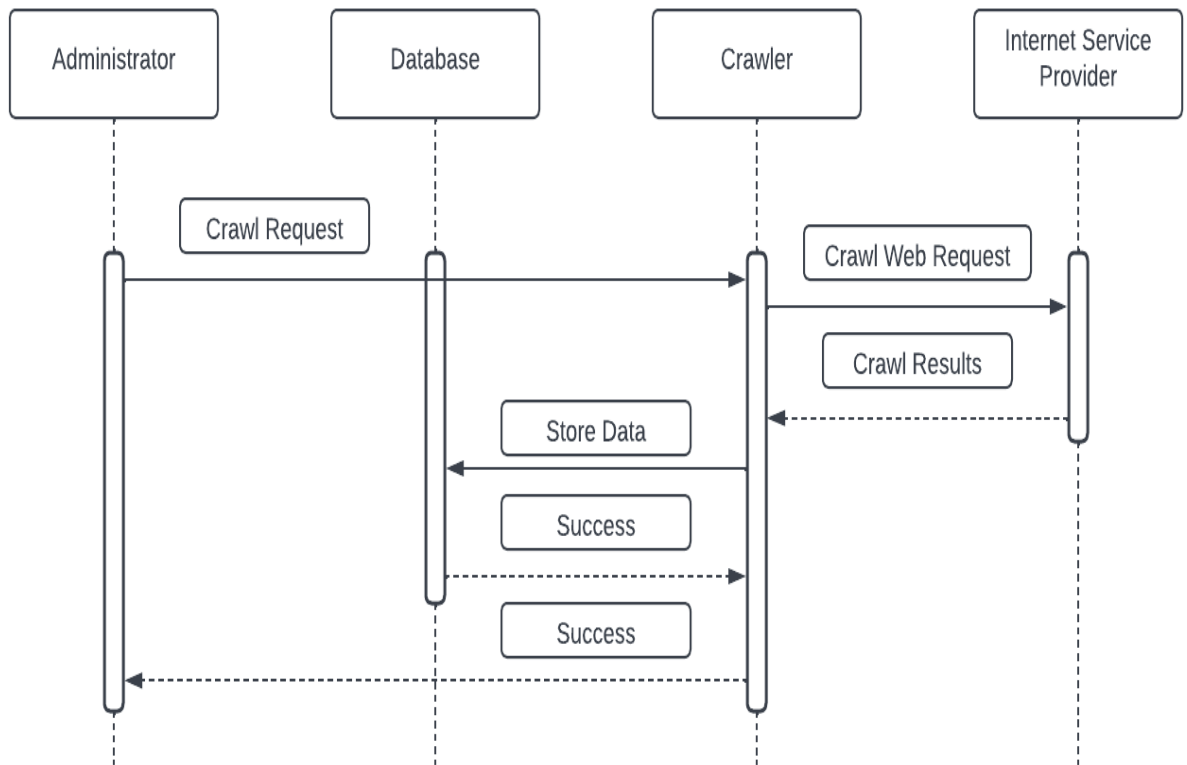 Administrator
Database
Crawler
Internet Service
Provider
Crawl Request
Crawl Web Request
Crawl Results
Store Data
Success
Success